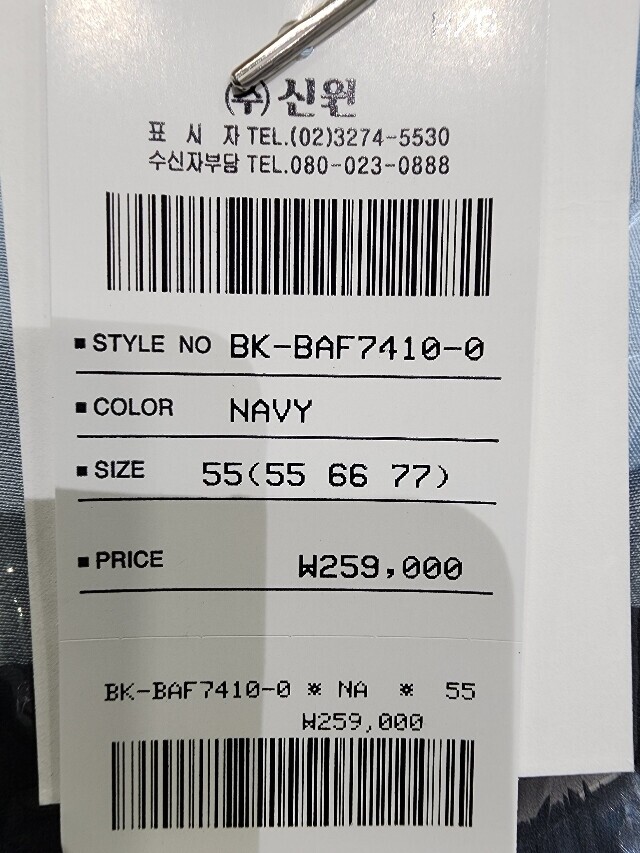 (주)신원
표 시 자 TEL.(02)3274-5530
수신자부담 TEL.080-023-0888
■ STYLE NO BK-BAF7410-0
■ COLOR NAVY
■ SIZE 55(55 66 77)
■ PRICE ₩259,000
BK-BAF7410-0 ※ NA ※ 55
₩259,000